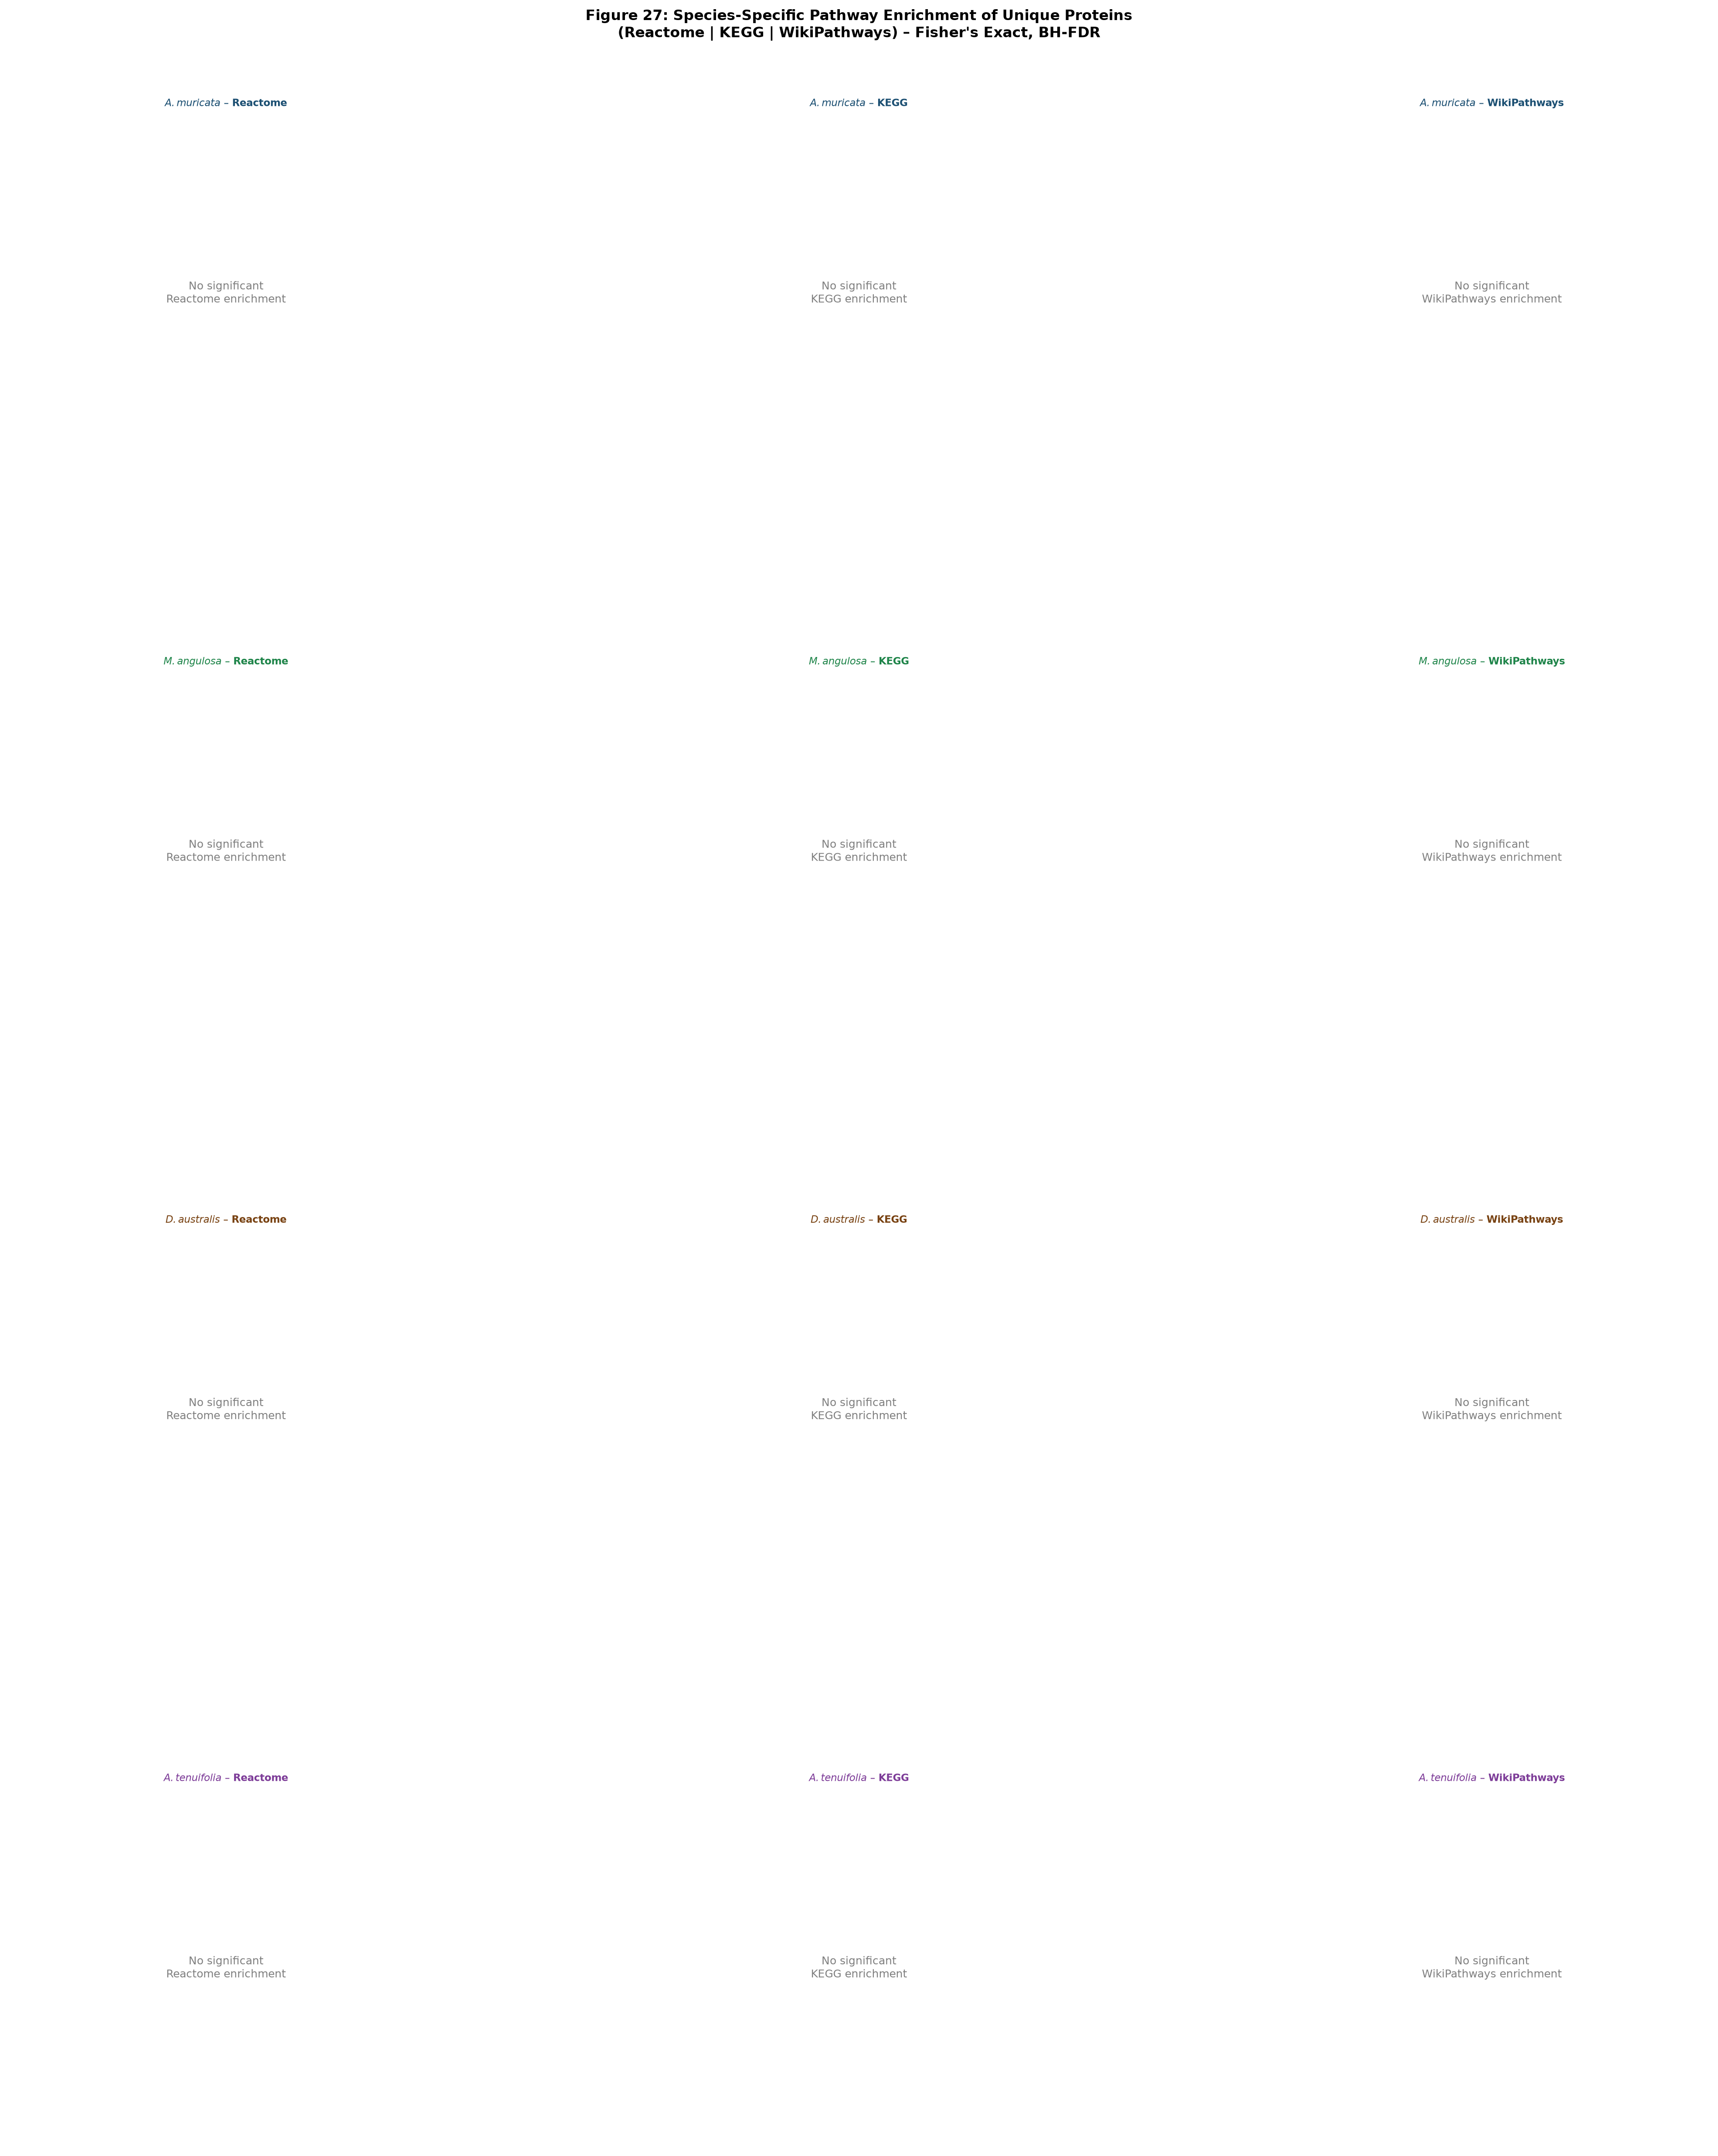 Figure 27: Species-Specific Pathway Enrichment of Unique Proteins
(Reactome | KEGG | WikiPathways) – Fisher's Exact, BH-FDR
A. muricata – Reactome
A. muricata – KEGG
A. muricata – WikiPathways
No significant
Reactome enrichment
No significant
KEGG enrichment
No significant
WikiPathways enrichment
M. angulosa – Reactome
M. angulosa – KEGG
M. angulosa – WikiPathways
No significant
Reactome enrichment
No significant
KEGG enrichment
No significant
WikiPathways enrichment
D. australis – Reactome
D. australis – KEGG
D. australis – WikiPathways
No significant
Reactome enrichment
No significant
KEGG enrichment
No significant
WikiPathways enrichment
A. tenuifolia – Reactome
A. tenuifolia – KEGG
A. tenuifolia – WikiPathways
No significant
Reactome enrichment
No significant
KEGG enrichment
No significant
WikiPathways enrichment